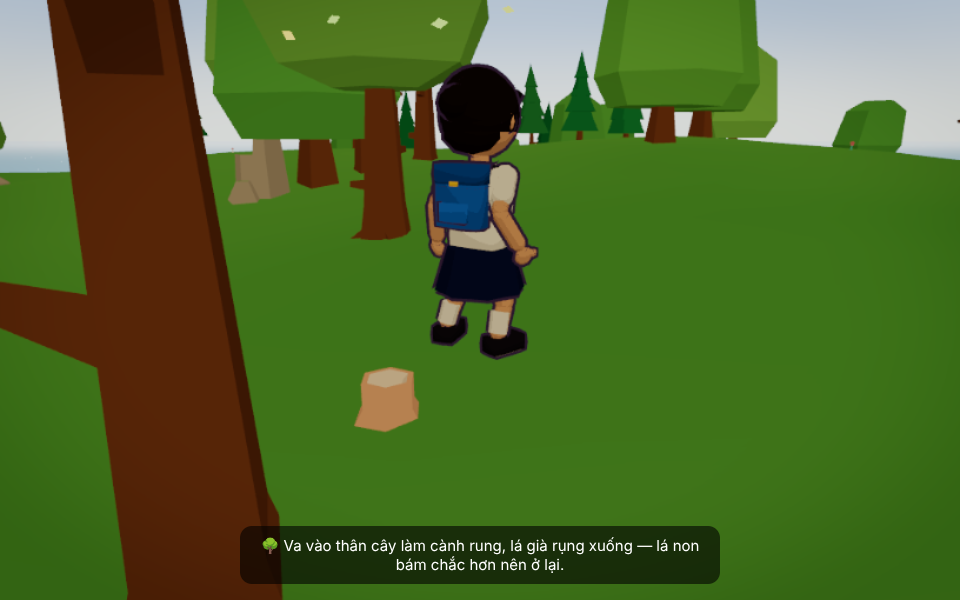 🌳 Va vào thân cây làm cành rung, lá già rụng xuống — lá non
bám chắc hơn nên ở lại.